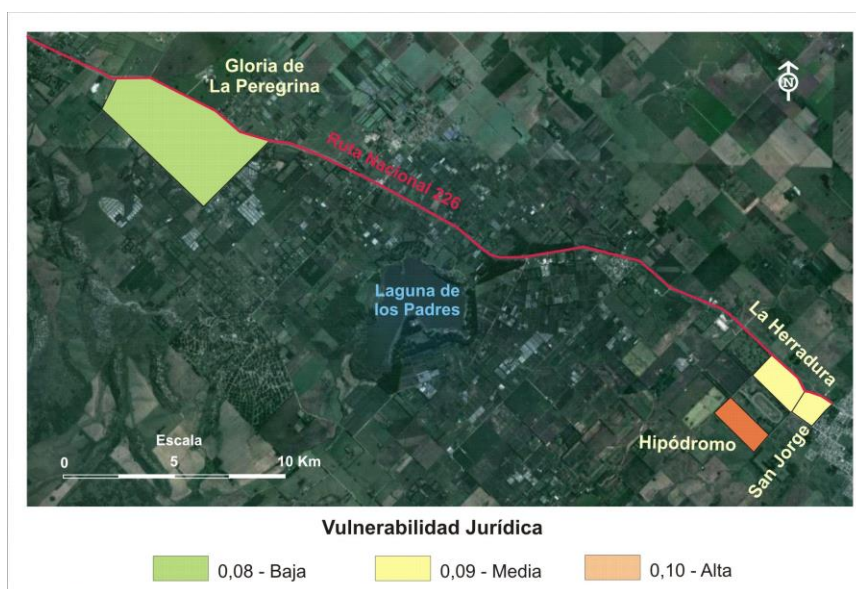 Gloria de
La Peregrina
N
Ruta Nacional 226
Laguna de
los Padres
La Herradura
Hipódromo
San Jorge
Escala
0 5 10 Km
Vulnerabilidad Jurídica
0,08 - Baja
0,09 - Media
0,10 - Alta